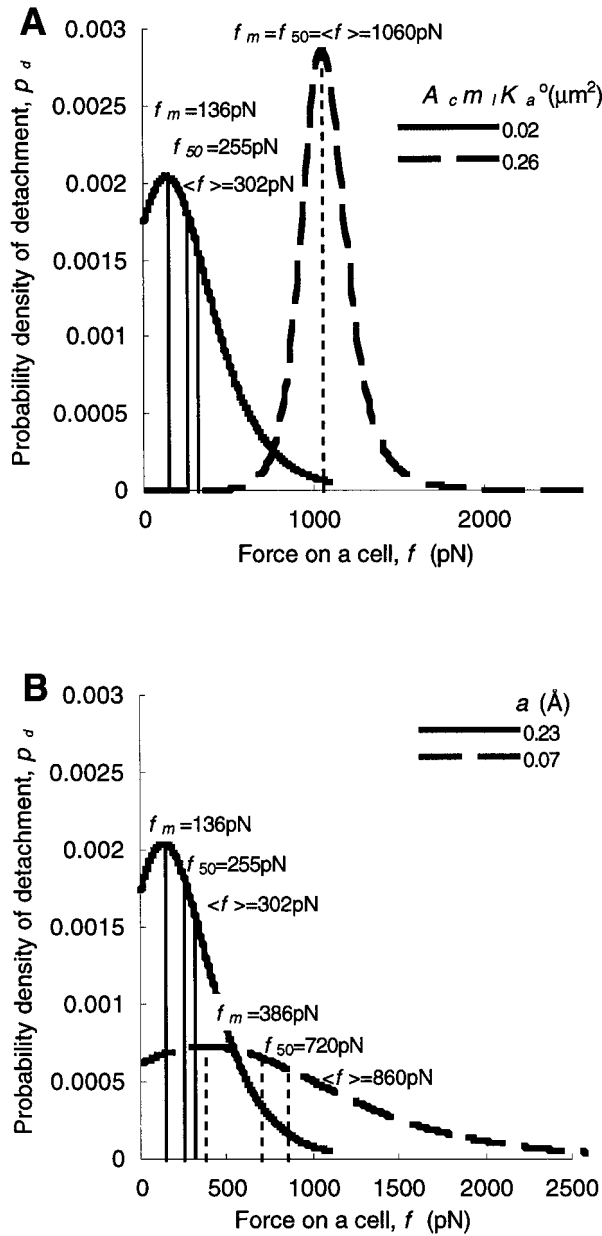 A
Probability density of detachment, p d
0.003
0.0025
0.002
0.0015
0.001
0.0005
0
f m = f 50 = <f >=1060pN
f m =136pN
f 50 =255pN
<f >=302pN
A c m l K a °(μm²)
0.02
0.26
0 1000 2000
Force on a cell, f (pN)
B
Probability density of detachment, p d
0.003
0.0025
0.002
0.0015
0.001
0.0005
0
a (Å)
0.23
0.07
f m =136pN
f 50 =255pN
<f >=302pN
f m =386pN
f 50 =720pN
<f >=860pN
0 500 1000 1500 2000 2500
Force on a cell, f (pN)